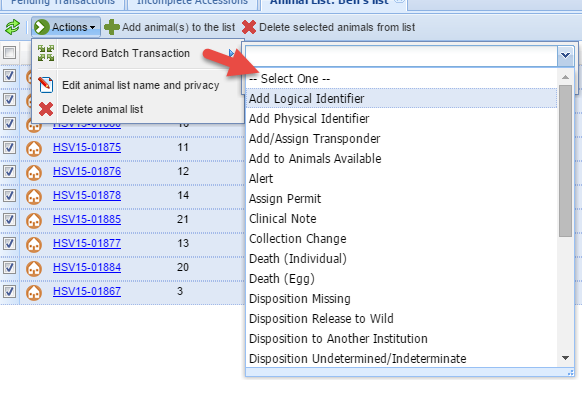 Pending Transactions Incomplete Accessions Animal List: Ben's list
Actions Add animal(s) to the list Delete selected animals from list
Record Batch Transaction
Edit animal list name and privacy
Delete animal list
-- Select One --
Add Logical Identifier
Add Physical Identifier
Add/Assign Transponder
Add to Animals Available
Alert
Assign Permit
Clinical Note
Collection Change
Death (Individual)
Death (Egg)
Disposition Missing
Disposition Release to Wild
Disposition to Another Institution
Disposition Undetermined/Indeterminate
HSV15-01875 11
HSV15-01876 12
HSV15-01878 14
HSV15-01885 21
HSV15-01877 13
HSV15-01884 20
HSV15-01867 3